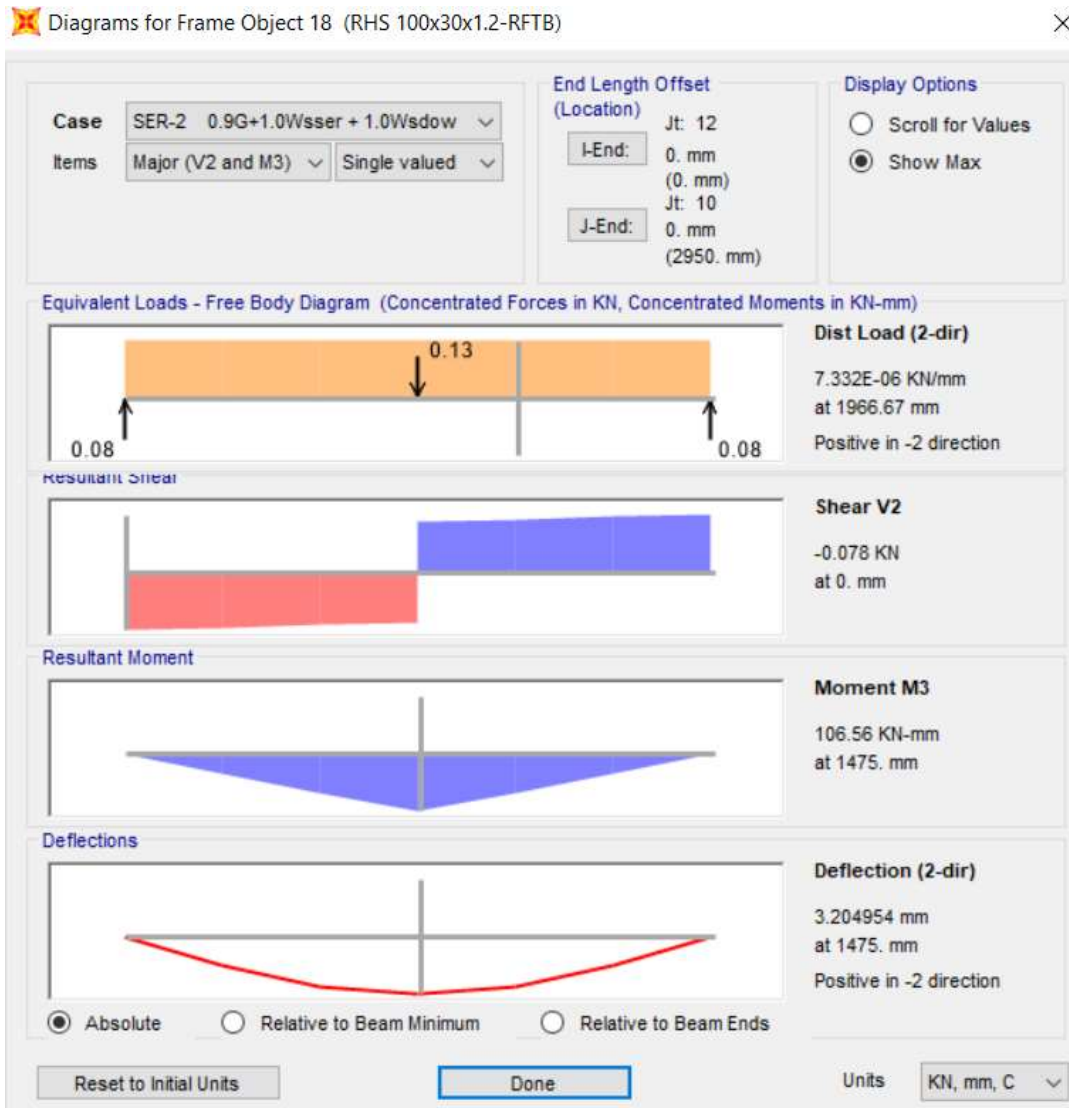 Diagrams for Frame Object 18 (RHS 100x30x1.2-RFTB)
Case SER-2 0.9G+1.0Wsser + 1.0Wsdow
Items Major (V2 and M3) Single valued
End Length Offset
(Location)
I-End:
Jt: 12
0. mm
(0. mm)
J-End:
Jt: 10
0. mm
(2950. mm)
Display Options
Scroll for Values
Show Max
Equivalent Loads - Free Body Diagram (Concentrated Forces in KN, Concentrated Moments in KN-mm)
0.13
0.08
0.08
Dist Load (2-dir)
7.332E-06 KN/mm
at 1966.67 mm
Positive in -2 direction
Resultant Shear
Shear V2
-0.078 KN
at 0. mm
Resultant Moment
Moment M3
106.56 KN-mm
at 1475. mm
Deflections
Deflection (2-dir)
3.204954 mm
at 1475. mm
Positive in -2 direction
Absolute Relative to Beam Minimum Relative to Beam Ends
Reset to Initial Units Done Units KN, mm, C